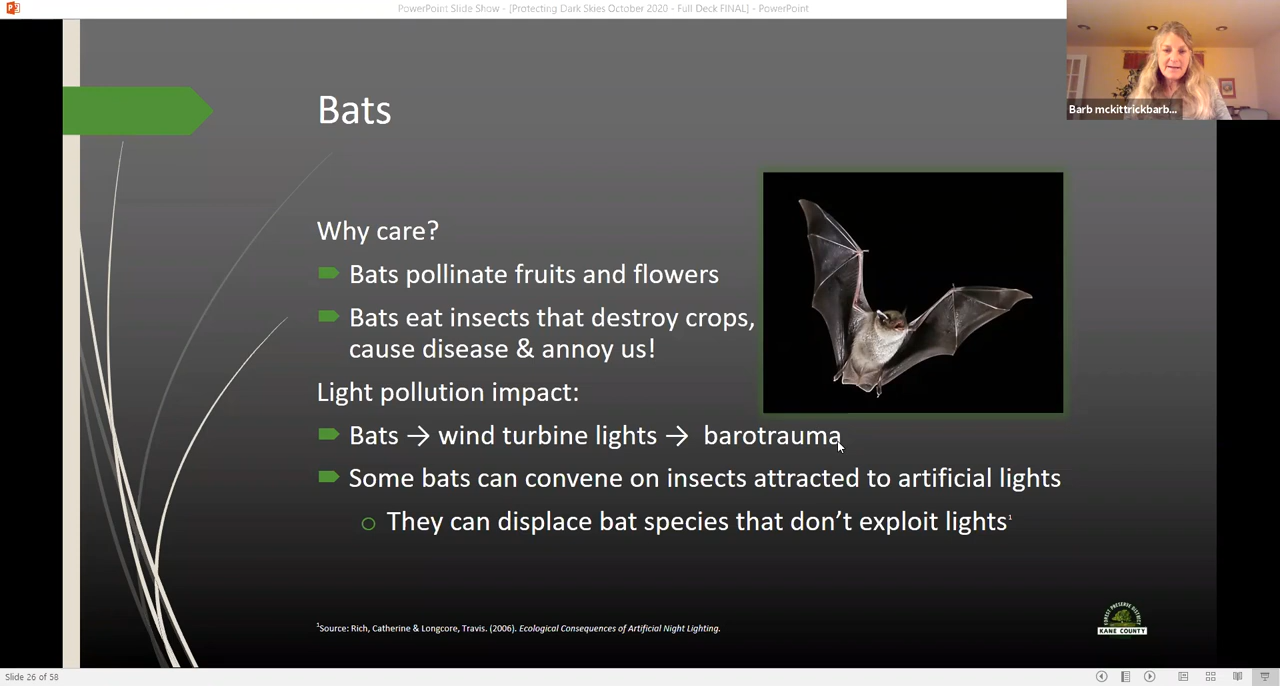 PowerPoint Slide Show - [Protecting Dark Skies October 2020 - Full Deck FINAL] - PowerPoint
Barb mckittrickbarb...
Bats
Why care?
Bats pollinate fruits and flowers
Bats eat insects that destroy crops,
cause disease & annoy us!
Light pollution impact:
Bats → wind turbine lights → barotrauma
Some bats can convene on insects attracted to artificial lights
They can displace bat species that don’t exploit lights¹
¹Source: Rich, Catherine & Longcore, Travis. (2006). Ecological Consequences of Artificial Night Lighting.
FOREST PRESERVE DISTRICT
KANE COUNTY
Slide 26 of 58